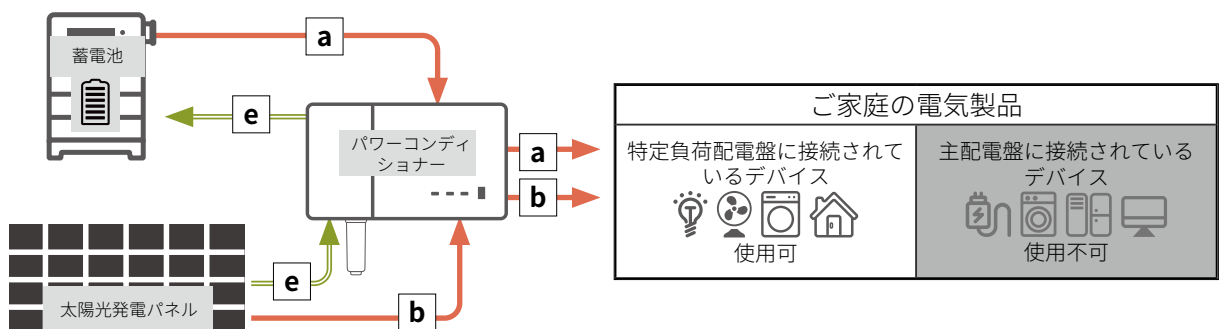 蓄電池
a
e
パワーコンディ
ショナー
a
b
e
b
太陽光発電パネル
ご家庭の電気製品
特定負荷配電盤に接続されて
いるデバイス
使用可
主配電盤に接続されている
デバイス
使用不可